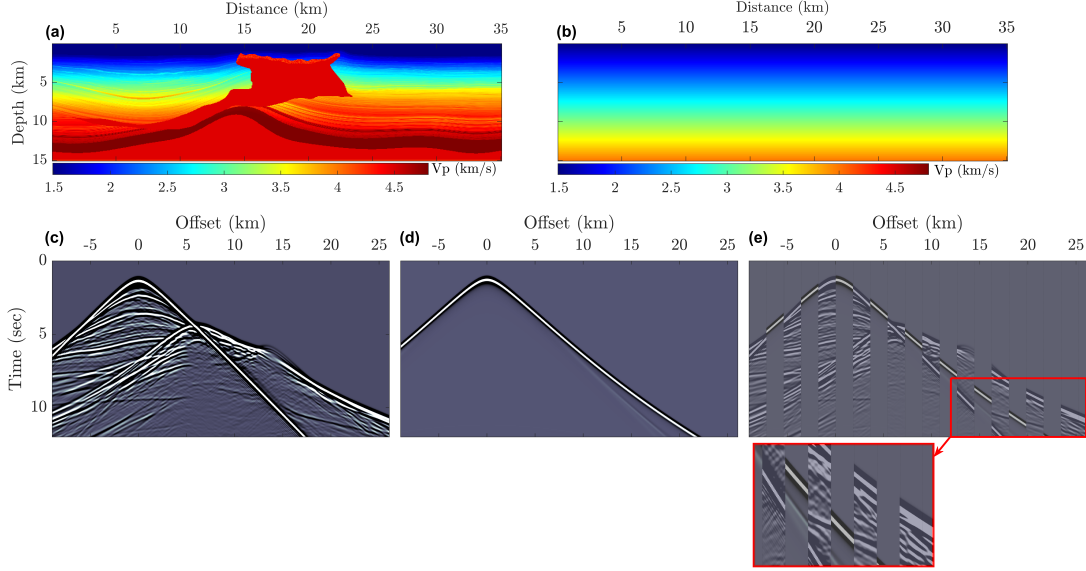 Distance (km)
5 10 15 20 25 30 35
(a)
Depth (km)
5
10
15
Vp (km/s)
1.5 2 2.5 3 3.5 4 4.5
Distance (km)
5 10 15 20 25 30 35
(b)
Vp (km/s)
1.5 2 2.5 3 3.5 4 4.5
Offset (km)
(c)
-5 0 5 10 15 20 25
Time (sec)
0
5
10
Offset (km)
(d)
-5 0 5 10 15 20 25
Offset (km)
(e)
-5 0 5 10 15 20 25